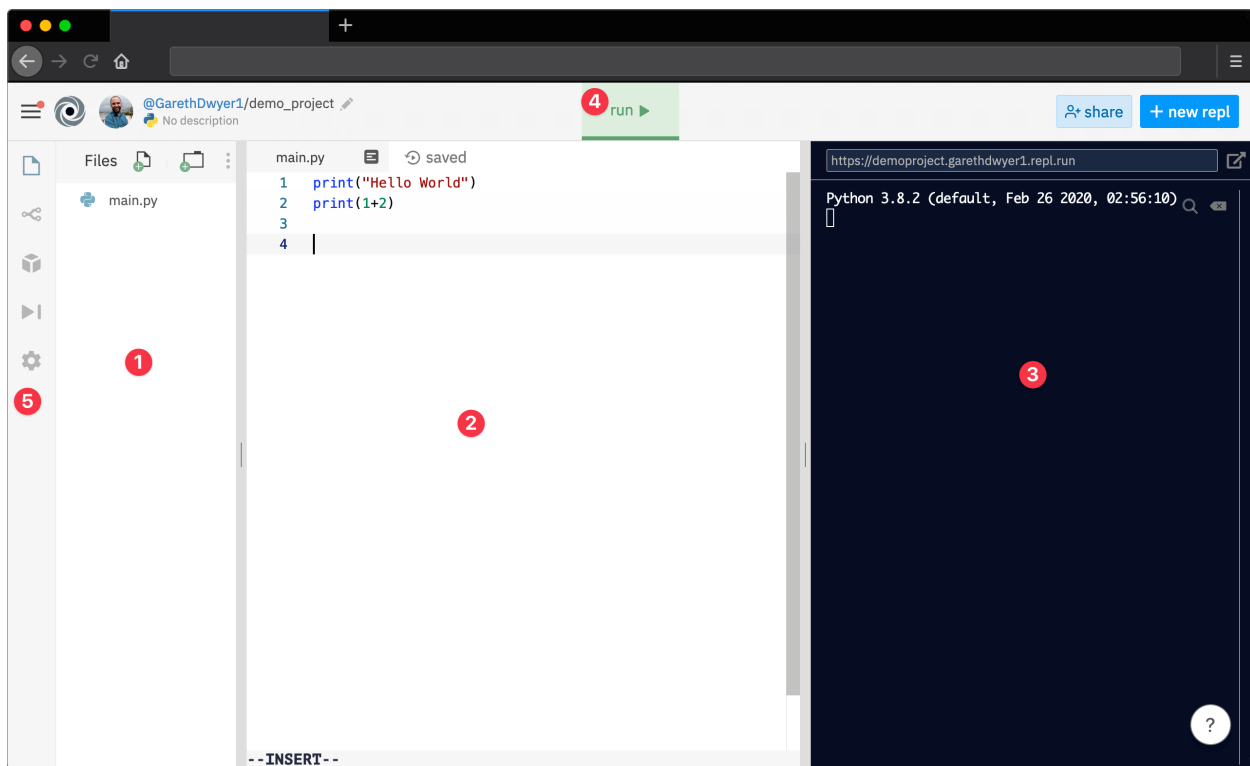 @GarethDwyer1/demo_project
No description
4
run
share
+ new repl
Files
main.py
saved
https://demoproject.garethdwyer1.repl.run
main.py
1 print("Hello World")
2 print(1+2)
3
4
Python 3.8.2 (default, Feb 26 2020, 02:56:10)
1
5
2
3
?
--INSERT--